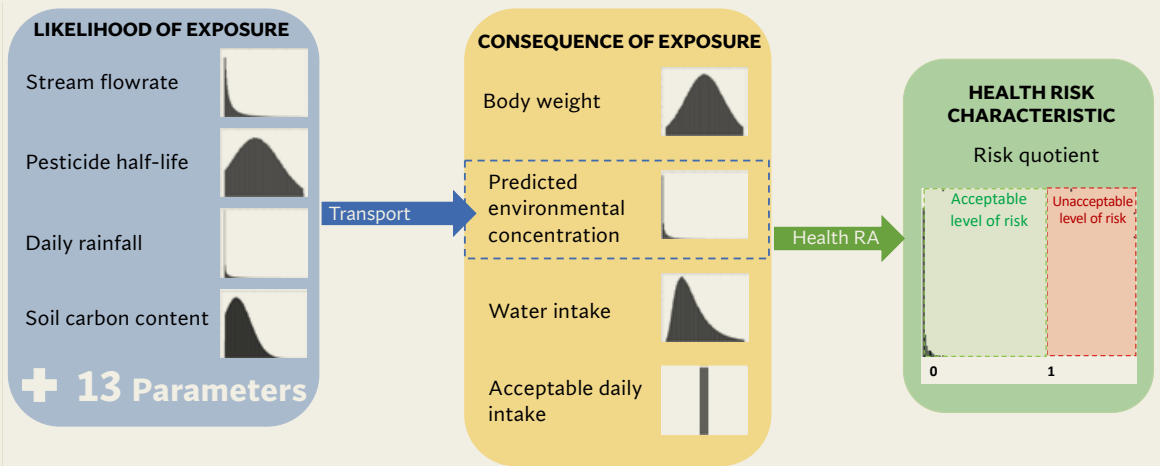 LIKELIHOOD OF EXPOSURE
Stream flowrate
Pesticide half-life
Daily rainfall
Soil carbon content
+ 13 Parameters
Transport
CONSEQUENCE OF EXPOSURE
Body weight
Predicted
environmental
concentration
Water intake
Acceptable daily
intake
Health RA
HEALTH RISK
CHARACTERISTIC
Risk quotient
Acceptable
level of risk
Unacceptable
level of risk
0
1